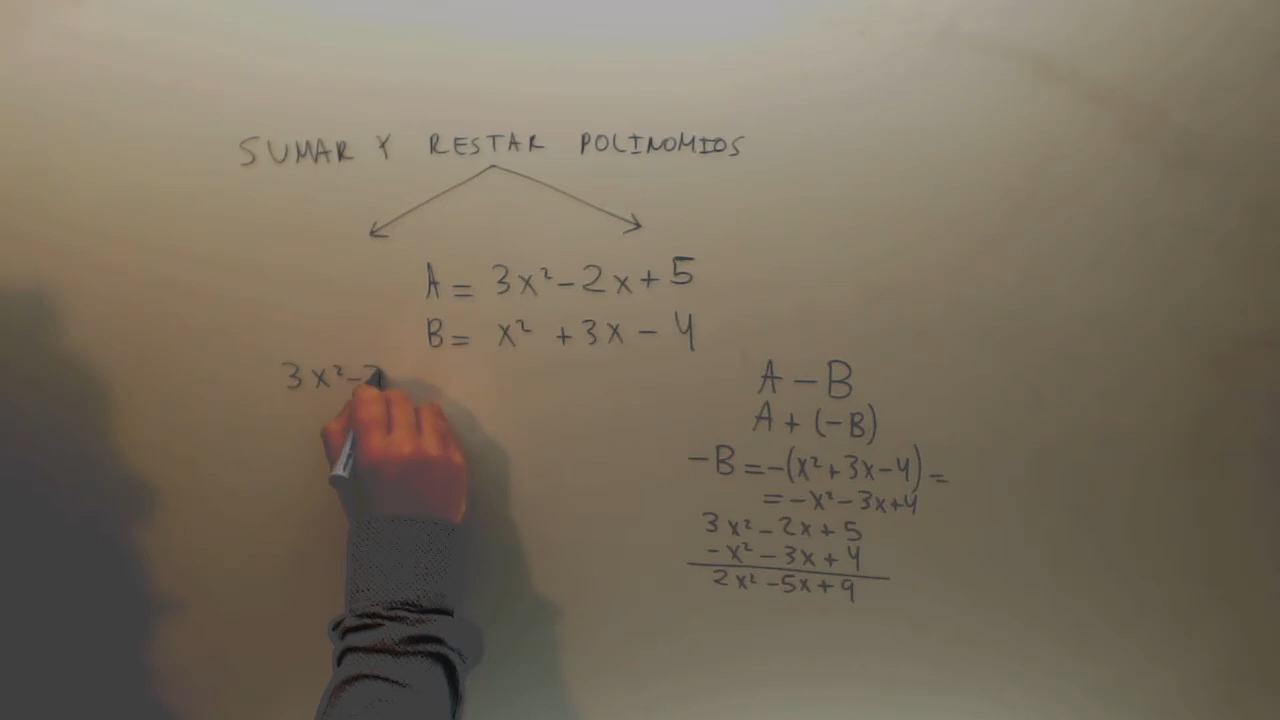 SUMAR Y RESTAR POLINOMIOS
A = 3x²-2x+5
B = x² +3x - 4
3x²-2
A - B
A + (-B)
-B = -(x²+3x-4) =
= -x²-3x+4
3x²-2x+5
-x²-3x+4
2x²-5x+9